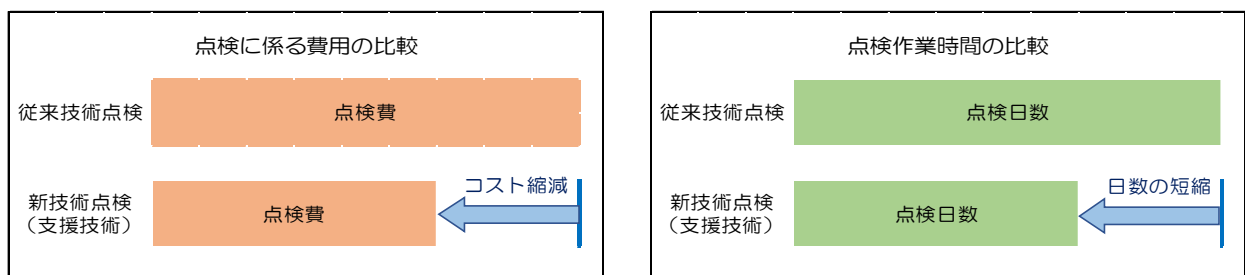 点検に係る費用の比較
従来技術点検
点検費
新技術点検
（支援技術）
点検費
コスト縮減
点検作業時間の比較
従来技術点検
点検日数
新技術点検
（支援技術）
点検日数
日数の短縮